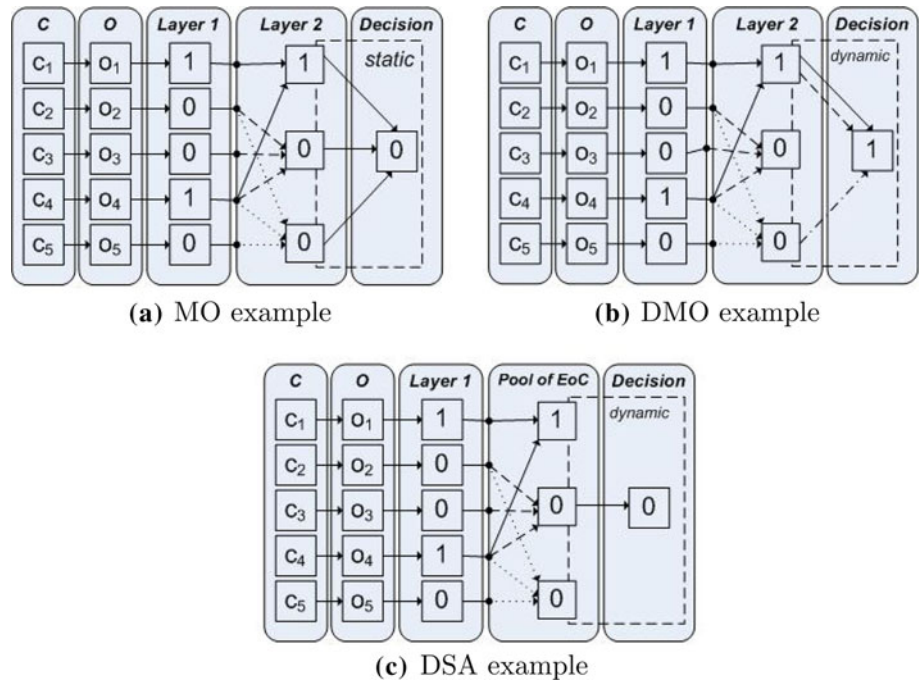 C O Layer 1 Layer 2 Decision
static
C1 O1 1 1
C2 O2 0
C3 O3 0 0 0
C4 O4 1
C5 O5 0 0
(a) MO example
C O Layer 1 Layer 2 Decision
dynamic
C1 O1 1 1
C2 O2 0
C3 O3 0 0 1
C4 O4 1
C5 O5 0 0
(b) DMO example
C O Layer 1 Pool of EoC Decision
dynamic
C1 O1 1 1
C2 O2 0
C3 O3 0 0 0
C4 O4 1
C5 O5 0 0
(c) DSA example